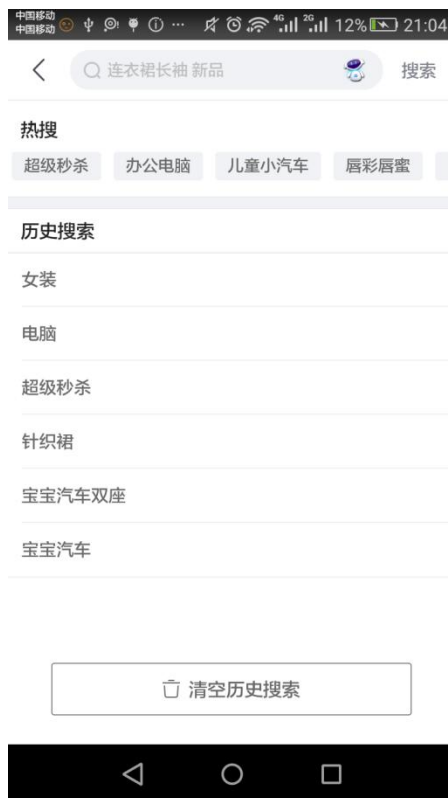 中国移动
中国移动 4G 2G 12% 21:04
连衣裙长袖 新品 搜索
热搜
超级秒杀 办公电脑 儿童小汽车 唇彩唇蜜
历史搜索
女装
电脑
超级秒杀
针织裙
宝宝汽车双座
宝宝汽车
清空历史搜索